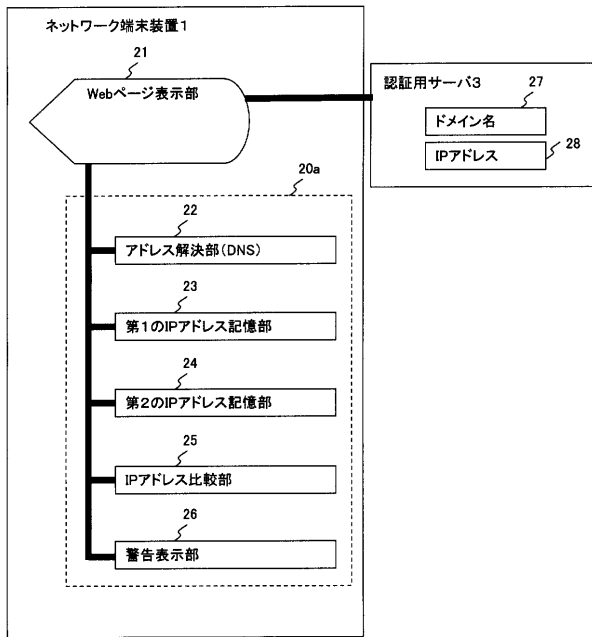 ネットワーク端末装置1
21
Webページ表示部
認証用サーバ3
27
ドメイン名
IPアドレス
28
20a
22
アドレス解決部(DNS)
23
第1のIPアドレス記憶部
24
第2のIPアドレス記憶部
25
IPアドレス比較部
26
警告表示部